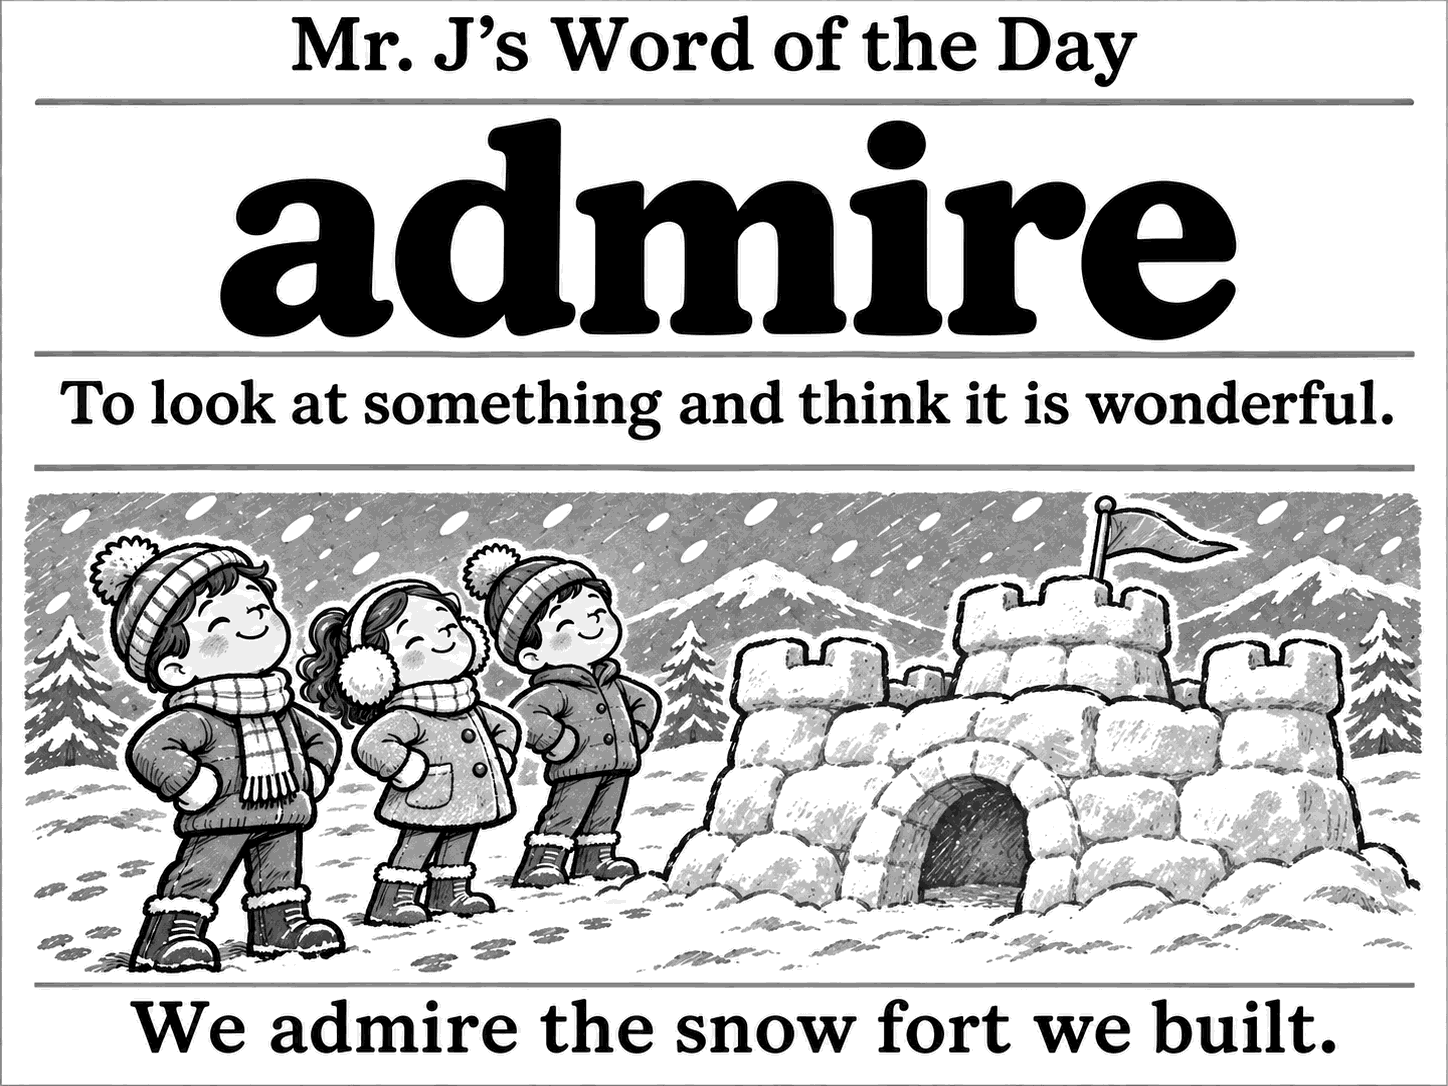 Mr. J’s Word of the Day
admire
To look at something and think it is wonderful.
We admire the snow fort we built.